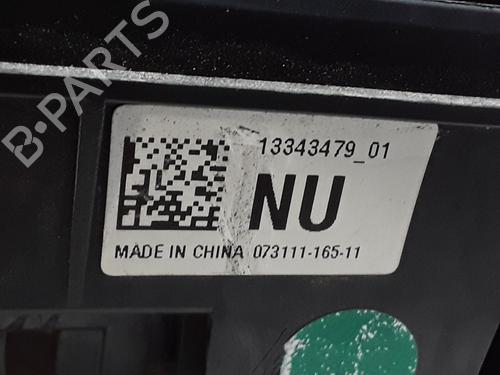 B·PARTS
13343479_01
NU
MADE IN CHINA 073111-165-11